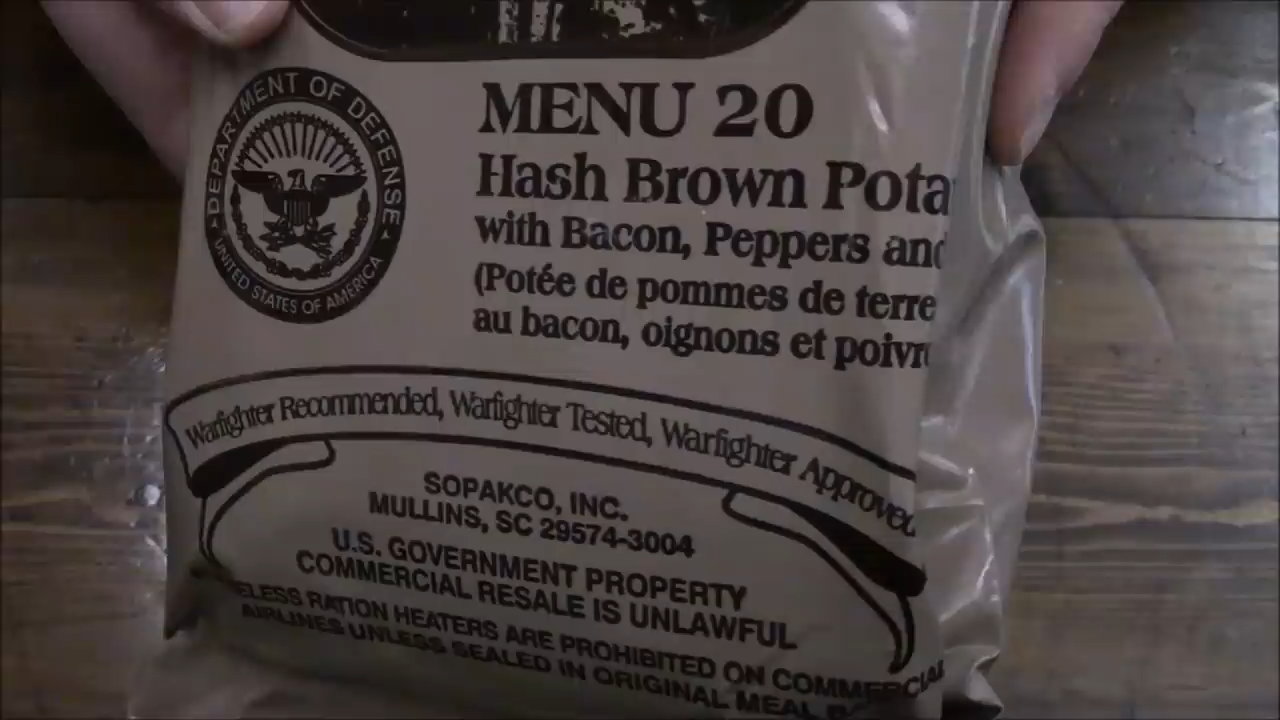 DEPARTMENT OF DEFENSE
UNITED STATES OF AMERICA
MENU 20
Hash Brown Pota
with Bacon, Peppers and
(Potée de pommes de terre
au bacon, oignons et poivr
Warfighter Recommended, Warfighter Tested, Warfighter Approved
SOPAKCO, INC.
MULLINS, SC 29574-3004
U.S. GOVERNMENT PROPERTY
COMMERCIAL RESALE IS UNLAWFUL
ELESS RATION HEATERS ARE PROHIBITED ON COMMERCIAL
AIRLINES UNLESS SEALED IN ORIGINAL MEAL